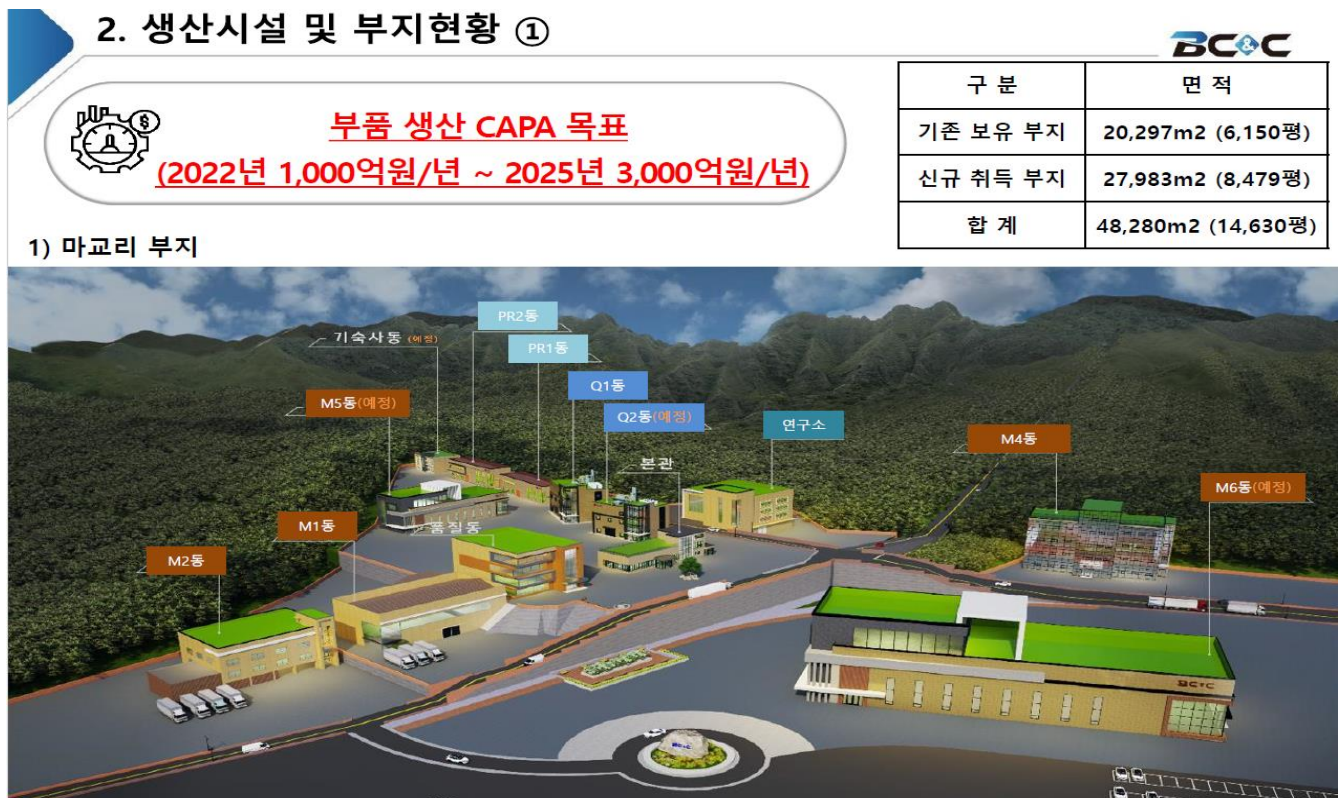 2. 생산시설 및 부지현황 ①
BC&C
부품 생산 CAPA 목표
(2022년 1,000억원/년 ~ 2025년 3,000억원/년)
$
구 분 면 적
기존 보유 부지 20,297m2 (6,150평)
신규 취득 부지 27,983m2 (8,479평)
합 계 48,280m2 (14,630평)
1) 마교리 부지
PR2동
기숙사동 (예정)
PR1동
Q1동
M5동(예정)
Q2동(예정)
연구소
M4동
본관
M6동(예정)
M1동
품질동
M2동
BC&C